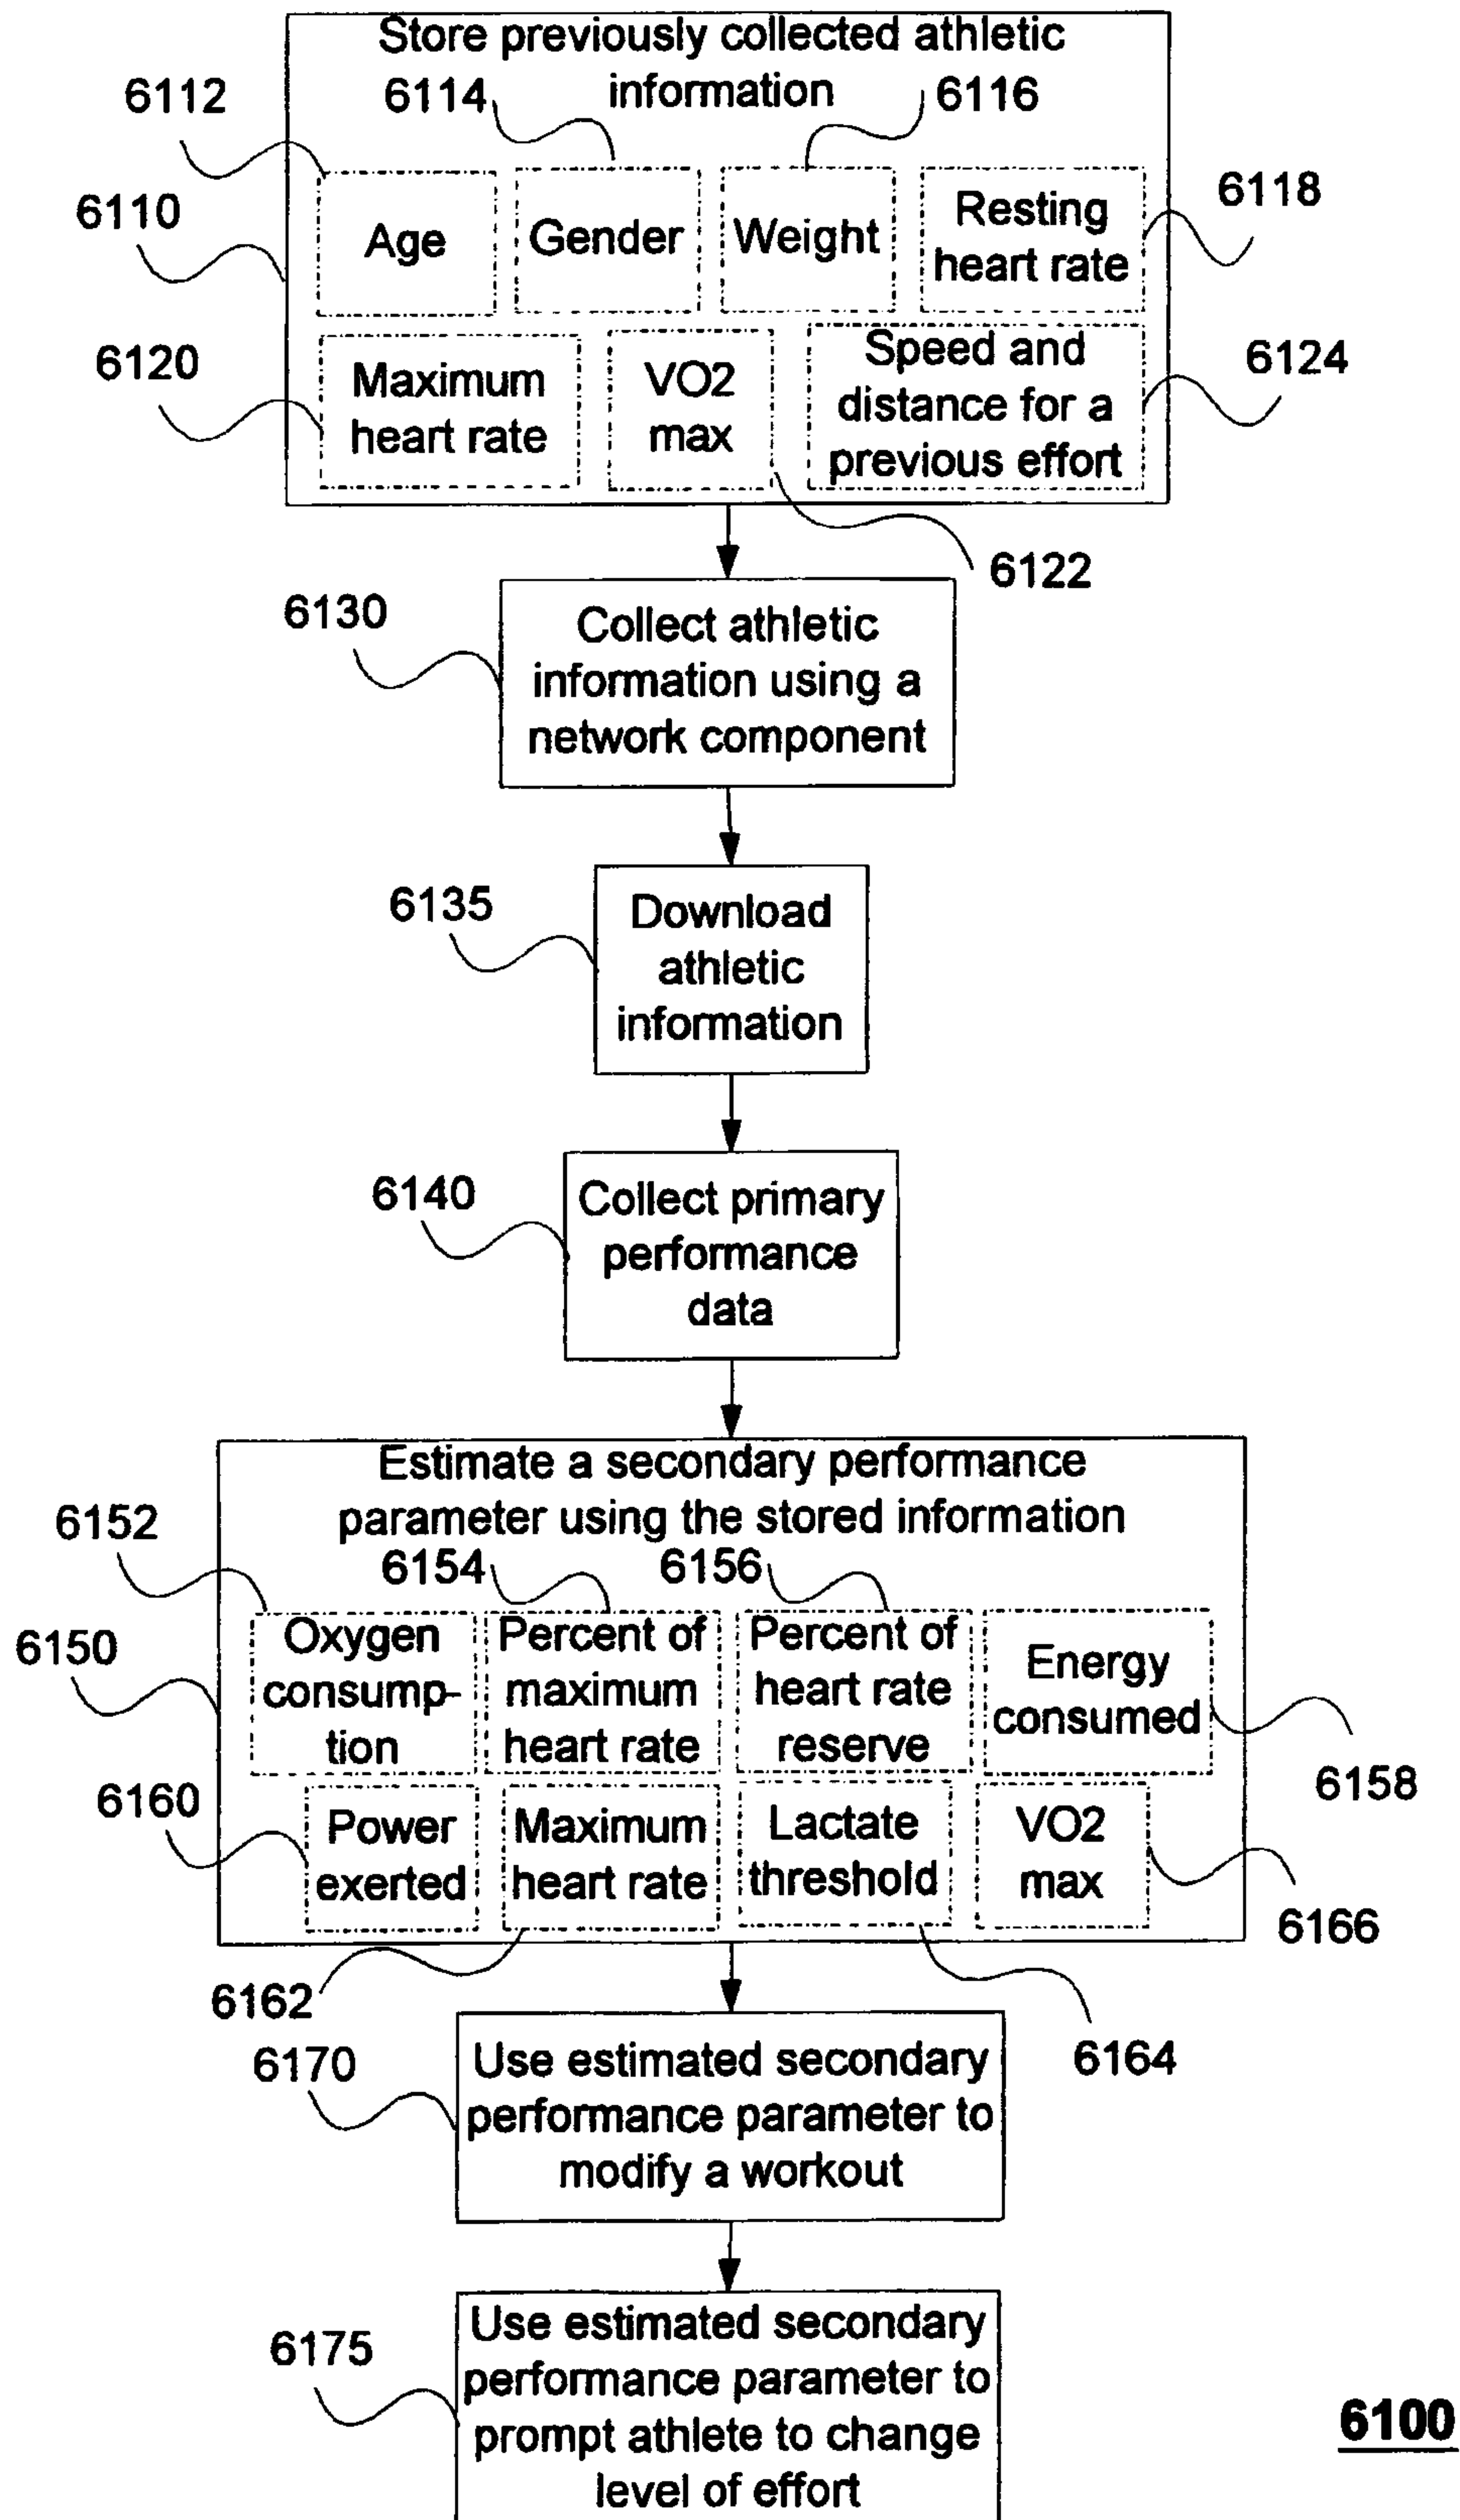 Store previously collected athletic
information
6112
6114
6116
6110
6118
Age
Gender
Weight
Resting
heart rate
6120
6124
Maximum
heart rate
VO2
max
Speed and
distance for a
previous effort
6122
6130
Collect athletic
information using a
network component
6135
Download
athletic
information
6140
Collect primary
performance
data
Estimate a secondary performance
parameter using the stored information
6152
6154
6156
6150
Oxygen
consump-
tion
Percent of
maximum
heart rate
Percent of
heart rate
reserve
Energy
consumed
6158
6160
Power
exerted
Maximum
heart rate
Lactate
threshold
VO2
max
6166
6162
6164
6170
Use estimated secondary
performance parameter to
modify a workout
6175
Use estimated secondary
performance parameter to
prompt athlete to change
level of effort
6100